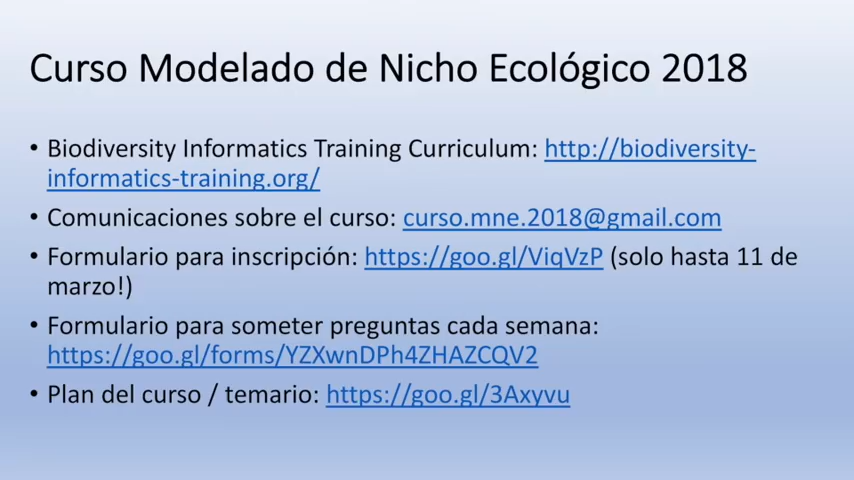 Curso Modelado de Nicho Ecológico 2018
• Biodiversity Informatics Training Curriculum: http://biodiversity-
informatics-training.org/
• Comunicaciones sobre el curso: curso.mne.2018@gmail.com
• Formulario para inscripción: https://goo.gl/ViqVzP (solo hasta 11 de
marzo!)
• Formulario para someter preguntas cada semana:
https://goo.gl/forms/YZXwnDPh4ZHAZCQV2
• Plan del curso / temario: https://goo.gl/3Axyvu